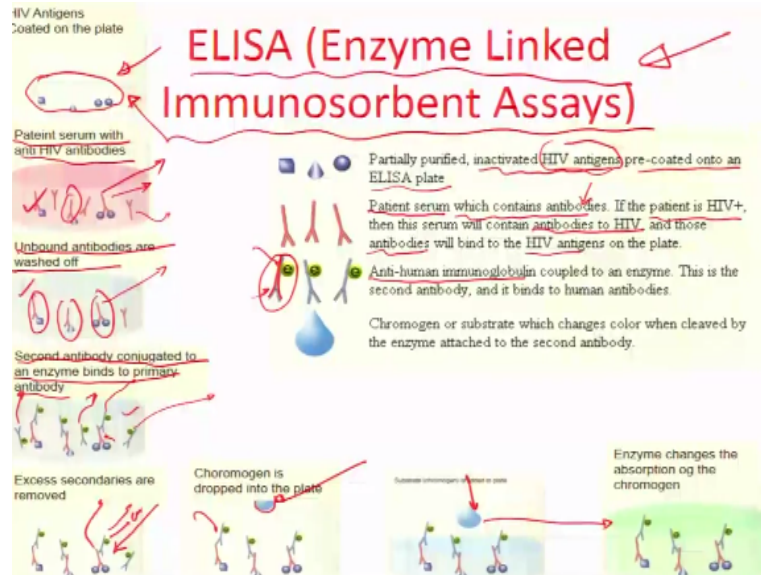 HIV Antigens
Coated on the plate
ELISA (Enzyme Linked
Immunosorbent Assays)
Pateint serum with
anti HIV antibodies
Unbound antibodies are
washed off
Second antibody conjugated to
an enzyme binds to primary
antibody
Partially purified, inactivated HIV antigens pre-coated onto an
ELISA plate
Patient serum which contains antibodies. If the patient is HIV+,
then this serum will contain antibodies to HIV, and those
antibodies will bind to the HIV antigens on the plate.
Anti-human immunoglobulin coupled to an enzyme. This is the
second antibody, and it binds to human antibodies.
Chromogen or substrate which changes color when cleaved by
the enzyme attached to the second antibody.
Excess secondaries are
removed
Choromogen is
dropped into the plate
Substrate (chromogen)
Enzyme changes the
absorption og the
chromogen